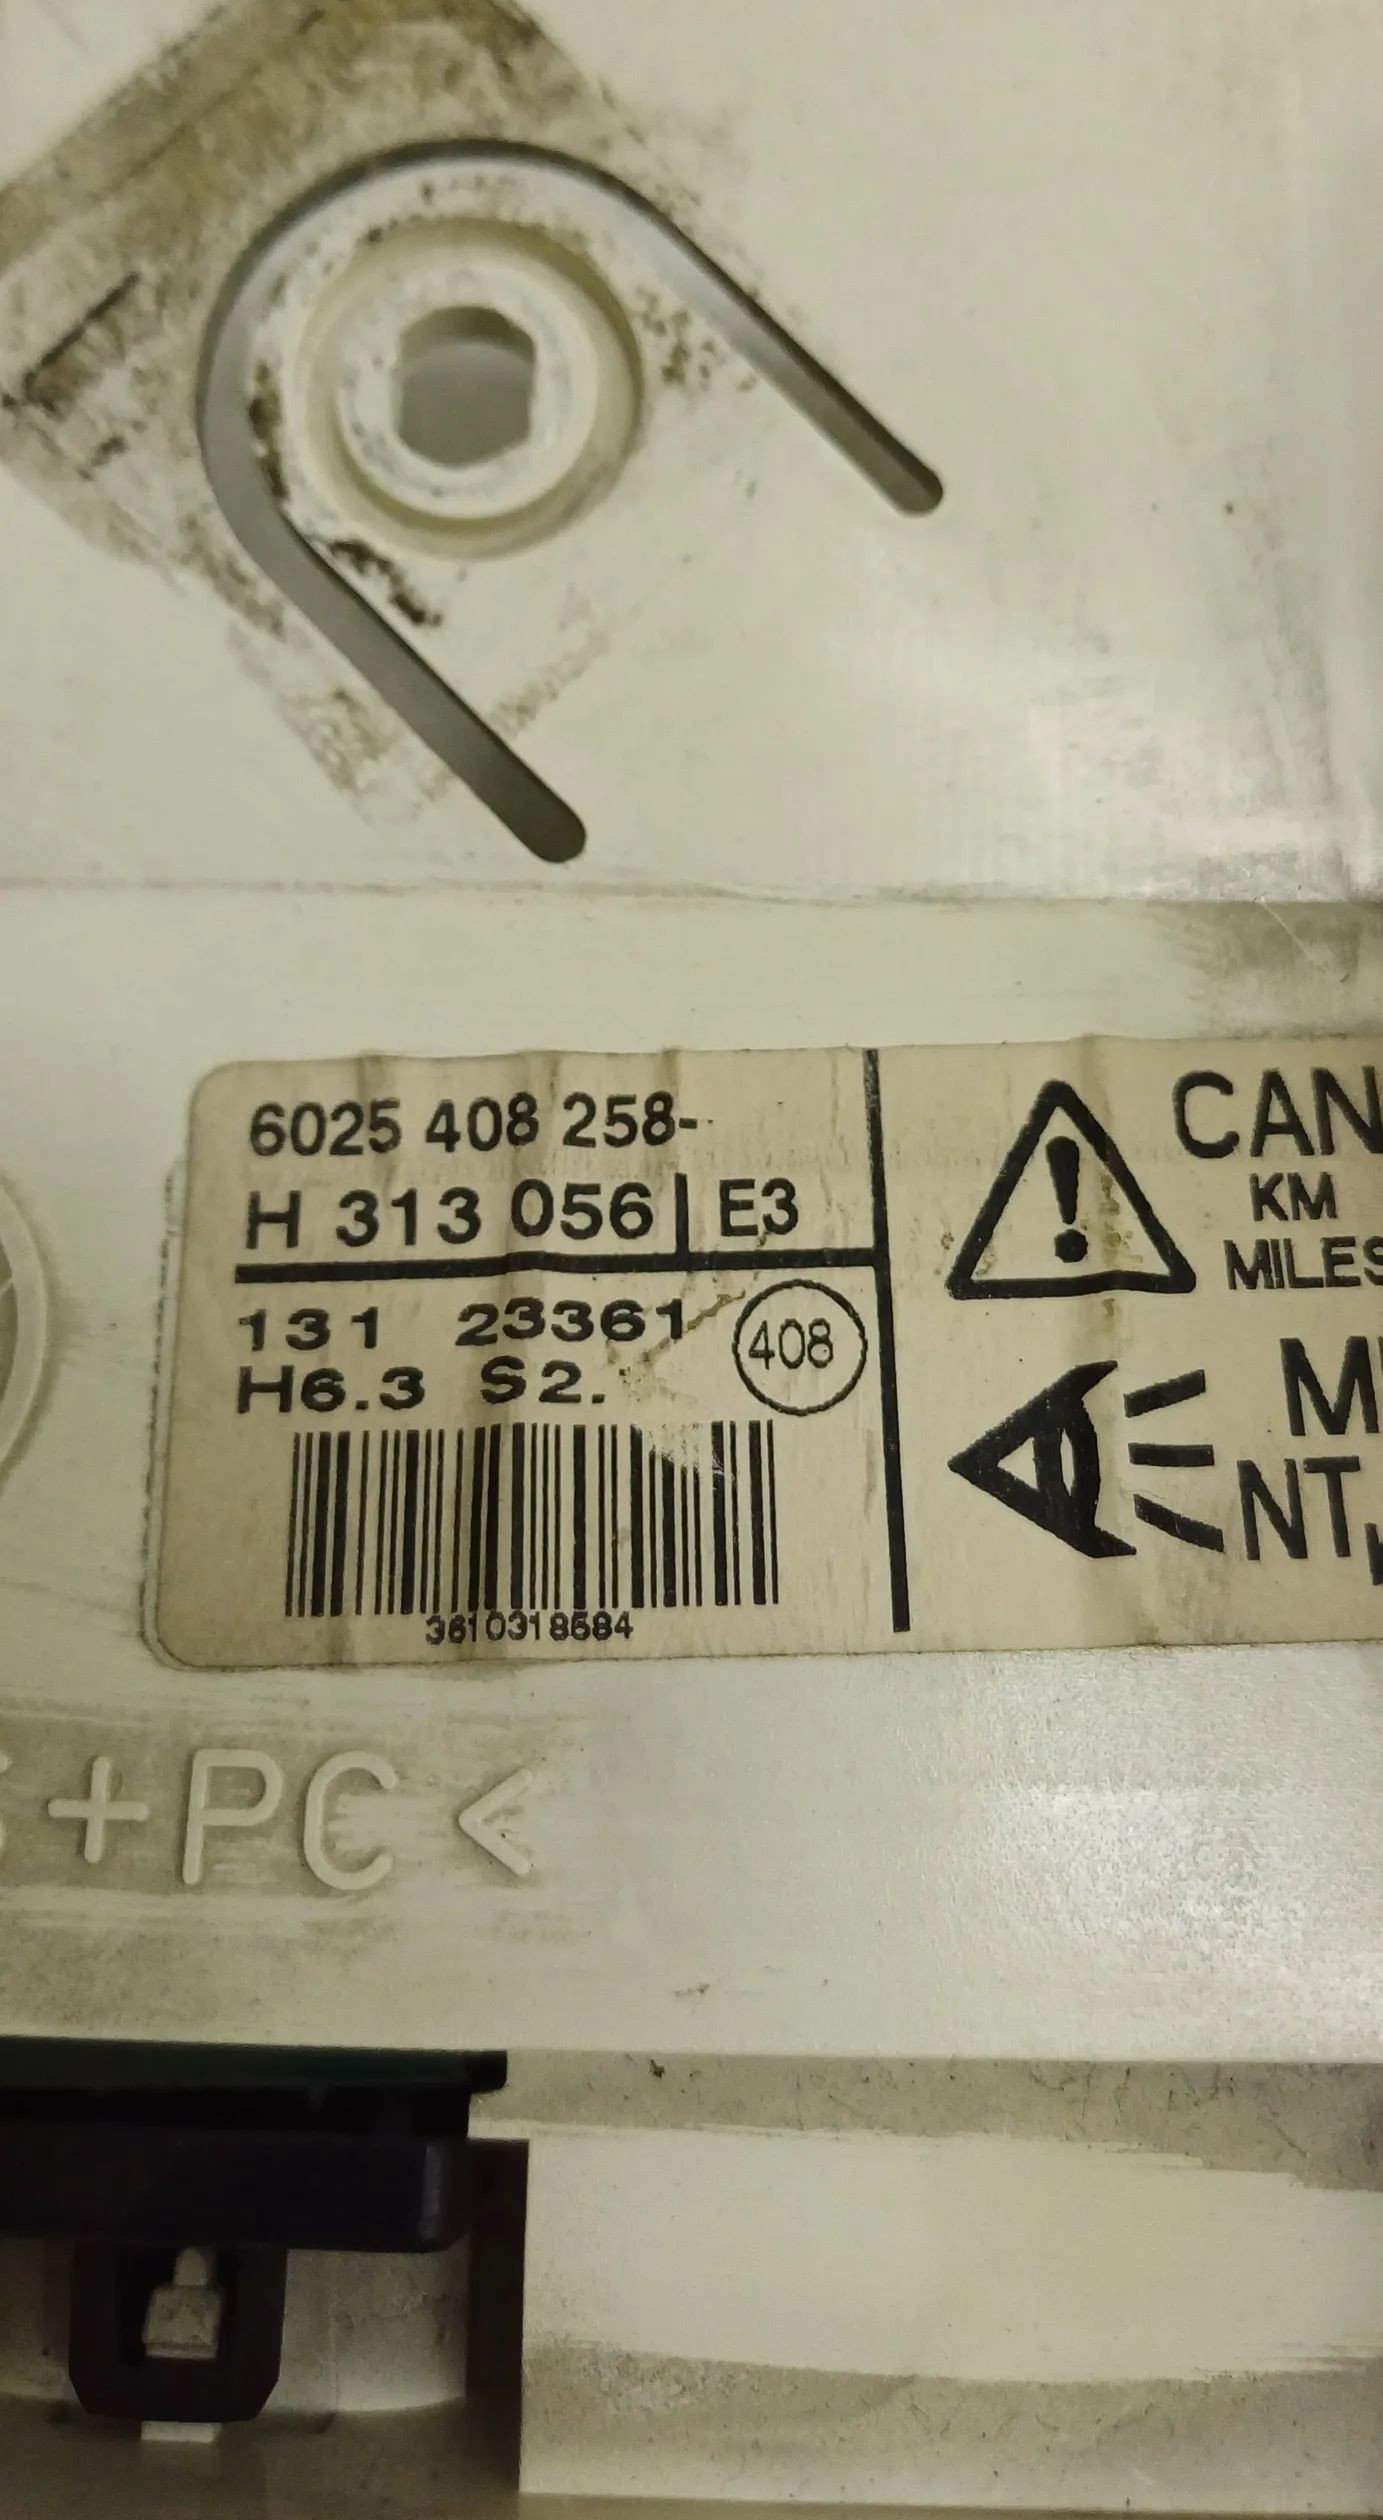 6025 408 258-
H 313 056 E3
131 23361 408
H6.3 S2.
3610318584
CAN
KM
MILES
NT
+PC<